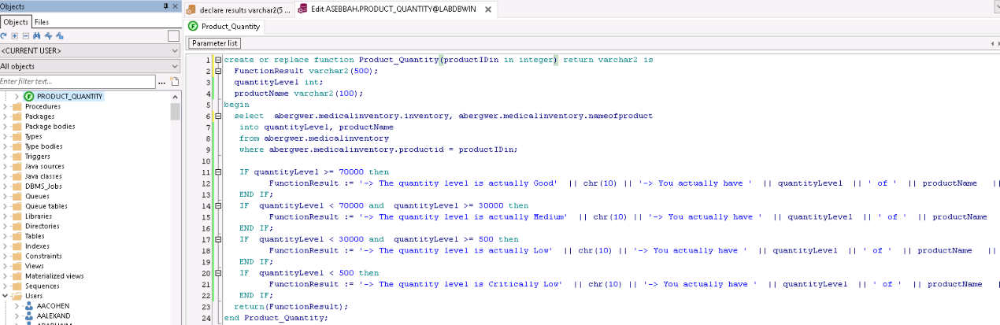 Objects
Objects Files
<CURRENT USER>
All objects
Enter filter text...
...
PRODUCT_QUANTITY
Procedures
Packages
Package bodies
Types
Type bodies
Triggers
Java sources
Java classes
DBMS_Jobs
Queues
Queue tables
Libraries
Directories
Tables
Indexes
Constraints
Views
Materialized views
Sequences
Users
AACOHEN
AALEXAND
declare results varchar2(5 ...
Edit ASEBBAH.PRODUCT_QUANTITY@LABDBWIN
Product_Quantity
Parameter list
1 create or replace function Product_Quantity(productIDin in integer) return varchar2 is
2 FunctionResult varchar2(500);
3 quantityLevel int;
4 productName varchar2(100);
5 begin
6 select  abergwer.medicalinventory.inventory, abergwer.medicalinventory.nameofproduct
7 into quantityLevel, productName
8 from abergwer.medicalinventory
9 where abergwer.medicalinventory.productid = productIDin;
10
11 IF quantityLevel >= 70000 then
12 FunctionResult := '-> The quantity level is actually Good'  || chr(10) || '-> You actually have '  || quantityLevel  || ' of '  || productName   ||
13 END IF;
14 IF  quantityLevel < 70000 and  quantityLevel >= 30000 then
15 FunctionResult := '-> The quantity level is actually Medium'  || chr(10) || '-> You actually have '  || quantityLevel  || ' of '  || productName
16 END IF;
17 IF  quantityLevel < 30000 and  quantityLevel >= 500 then
18 FunctionResult := '-> The quantity level is actually Low'  || chr(10) || '-> You actually have '  || quantityLevel  || ' of '  || productName   ||
19 END IF;
20 IF  quantityLevel < 500 then
21 FunctionResult := '-> The quantity level is Critically Low'  || chr(10) || '-> You actually have '  || quantityLevel  || ' of '  || productName   |
22 END IF;
23 return(FunctionResult);
24 end Product_Quantity;